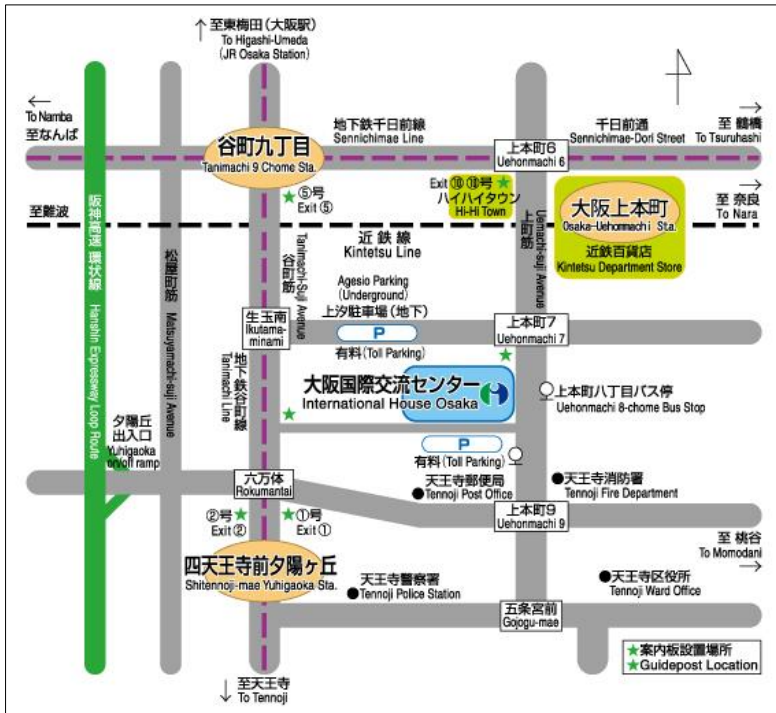 ↑至東梅田(大阪駅)
To Higashi-Umeda
(JR Osaka Station)
←
To Namba
至なんば
谷町九丁目
Tanimachi 9 Chome Sta.
地下鉄千日前線
Sennichimae Line
上本町6
Uehonmachi 6
千日前通
Sennichimae-Dori Street
→
至 鶴橋
To Tsuruhashi
★⑤号
Exit ⑤
Exit ⑩ ⑲号★
ハイハイタウン
Hi-Hi Town
大阪上本町
Osaka-Uehommachi Sta.
近鉄百貨店
Kintetsu Department Store
→
至 奈良
To Nara
至難波
近 鉄 線
Kintetsu Line
阪神高速 環状線 Hanshin Expressway Loop Route
松屋町筋 Matsuyamachi-suji Avenue
谷町筋
Tanimachi-Suji Avenue
上町筋
Uemachi-suji Avenue
Agesio Parking
(Underground)
上汐駐車場(地下)
P
有料(Toll Parking)
生玉南
Ikutama-
minami
上本町7
Uehonmachi 7
地下鉄谷町線
Tanimachi Line
大阪国際交流センター
International House Osaka
上本町八丁目バス停
Uehonmachi 8-chome Bus Stop
夕陽丘
出入口
Yuhigaoka
on/off ramp
P
有料(Toll Parking)
六万体
Rokumantai
天王寺郵便局
●Tennoji Post Office
●天王寺消防署
Tennoji Fire Department
②号★
Exit②
★①号
Exit①
上本町9
Uehonmachi 9
→
至 桃谷
To Momodani
四天王寺前夕陽ヶ丘
Shitennoji-mae Yuhigaoka Sta.
天王寺警察署
●Tennoji Police Station
●天王寺区役所
Tennoji Ward Office
五条宮前
Gojogu-mae
★案内板設置場所
★Guidepost Location
↓至天王寺
To Tennoji